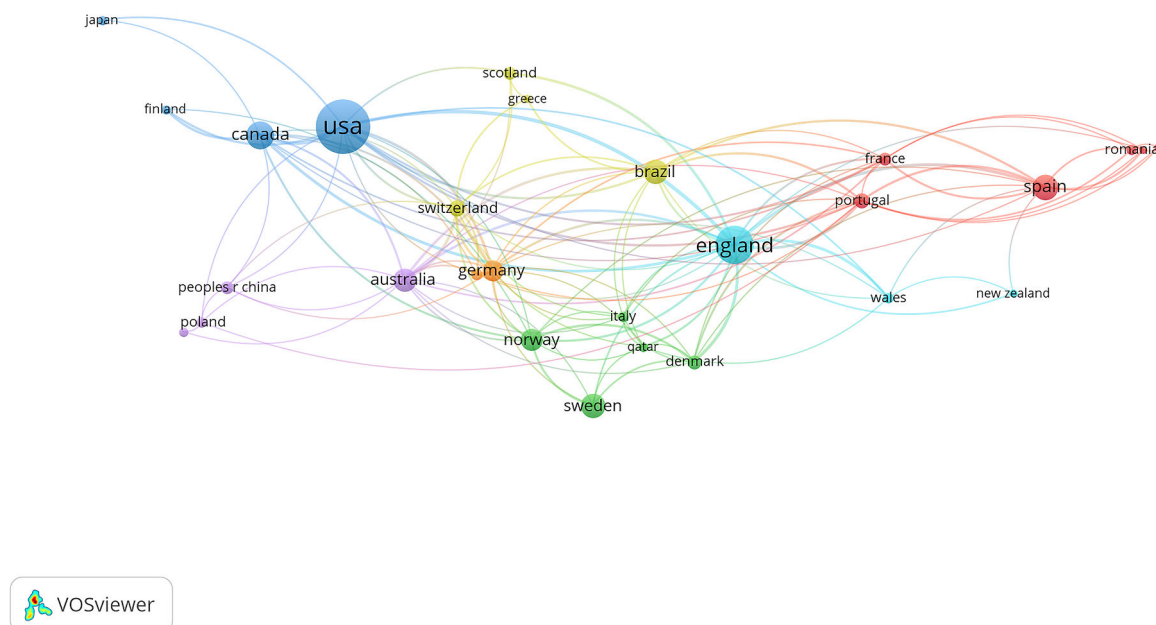 japan
scotland
greece
finland
usa
canada
france
romania
brazil
spain
portugal
switzerland
england
germany
australia
peoples r china
wales
new zealand
italy
poland
norway
qatar
denmark
sweden
VOSviewer